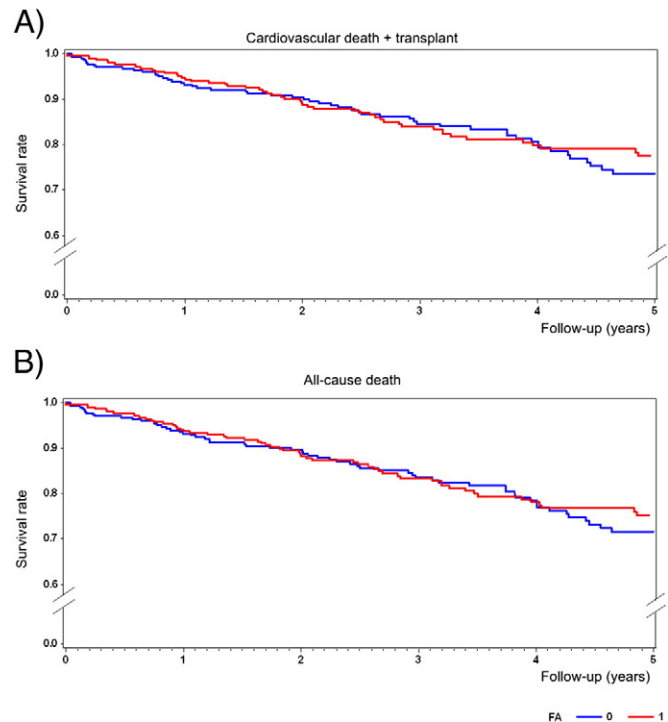 A)
Cardiovascular death + transplant
1.0
0.9
0.8
0.7
0.6
0.0
Survival rate
0 1 2 3 4 5
Follow-up (years)
B)
All-cause death
1.0
0.9
0.8
0.7
0.6
0.0
Survival rate
0 1 2 3 4 5
Follow-up (years)
FA 0 1